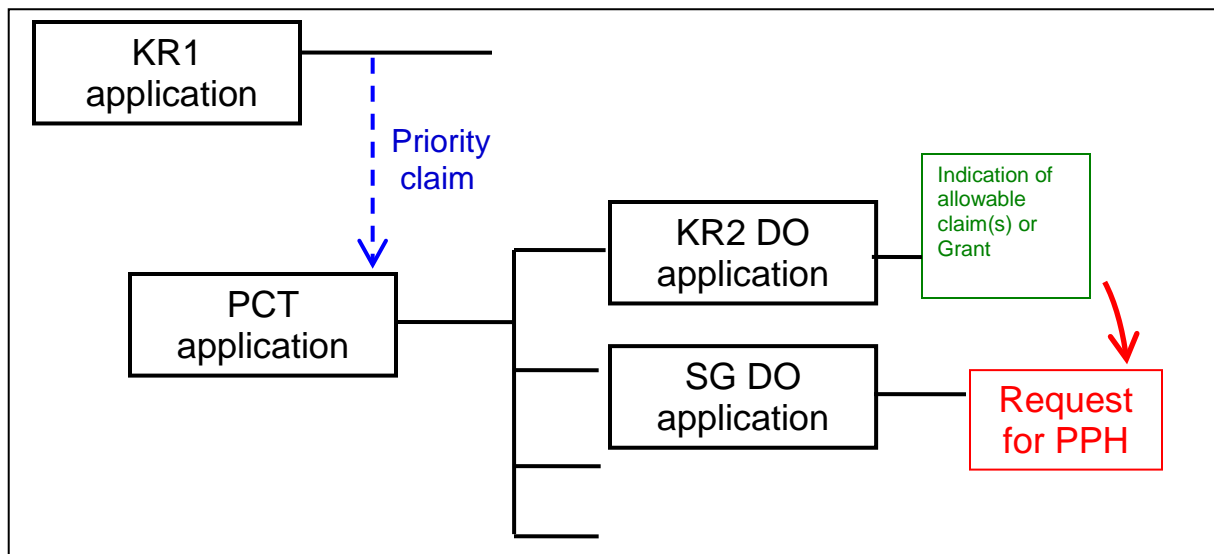 KR1
application
Priority
claim
PCT
application
KR2 DO
application
Indication of
allowable
claim(s) or
Grant
SG DO
application
Request
for PPH